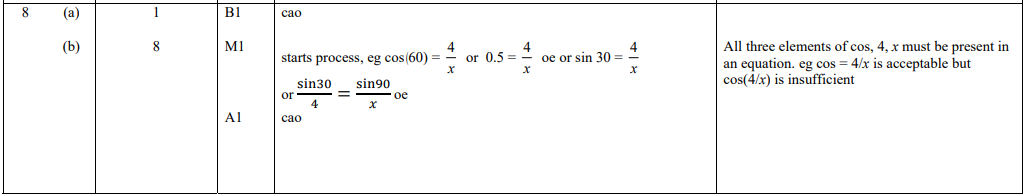 8 (a) 1 B1 cao
(b) 8 M1 starts process, eg cos(60) = 4/x or 0.5 = 4/x oe or sin 30 = 4/x
or sin30/4 = sin90/x oe
A1 cao
All three elements of cos, 4, x must be present in
an equation. eg cos = 4/x is acceptable but
cos(4/x) is insufficient